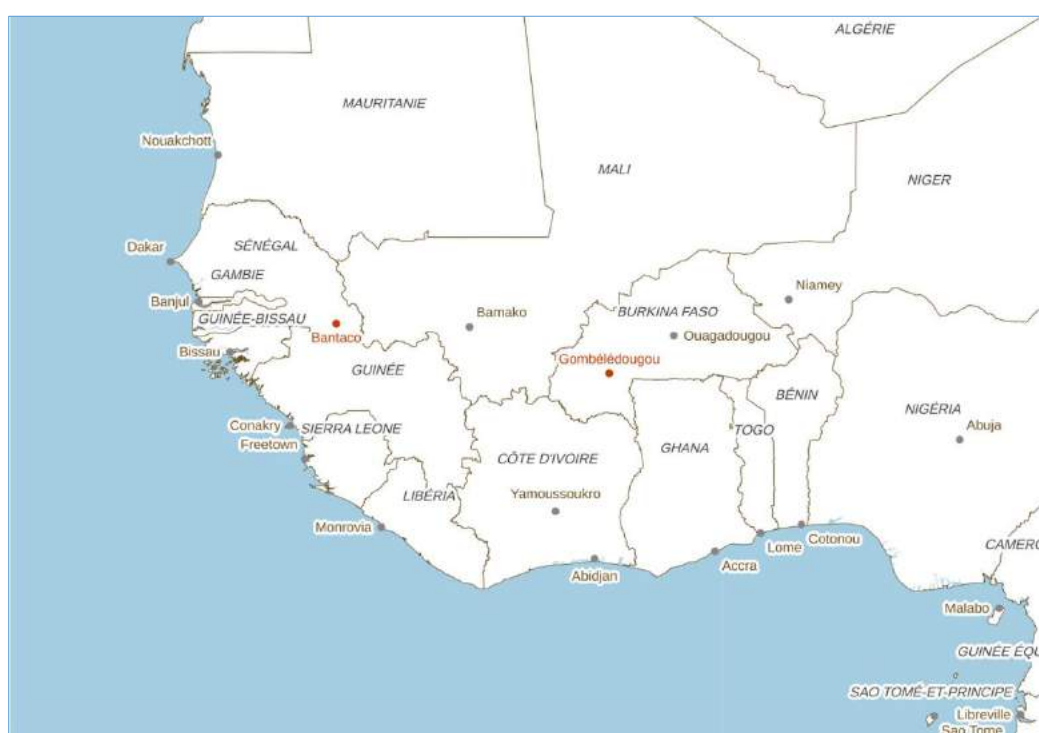 ALGÉRIE
MAURITANIE
Nouakchott
MALI
NIGER
SÉNÉGAL
Dakar
GAMBIE
Niamey
Banjul
GUINÉE-BISSAU
Bamako
BURKINA FASO
Bantaco
Ouagadougou
Bissau
Gombélédougou
GUINÉE
BÉNIN
NIGÉRIA
Conakry
SIERRA LEONE
TOGO
Abuja
Freetown
GHANA
CÔTE D'IVOIRE
LIBÉRIA
Yamoussoukro
Monrovia
Lome
Cotonou
CAMERO
Accra
Abidjan
Malabo
GUINÉE ÉQU
SAO TOMÉ-ET-PRINCIPE
Libreville
Sao Tome